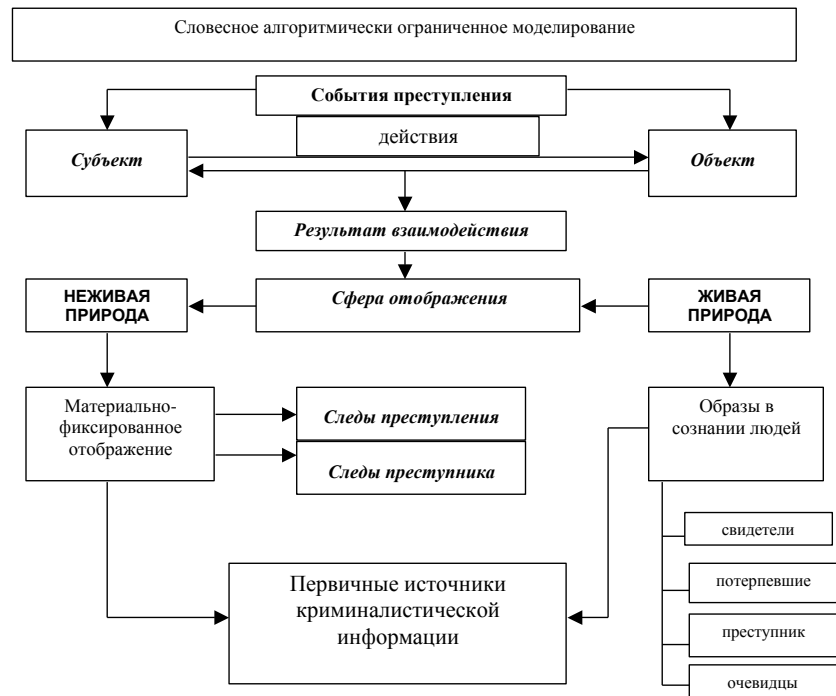 Словесное алгоритмически ограниченное моделирование
События преступления
действия
Субъект
Объект
Результат взаимодействия
НЕЖИВАЯ
ПРИРОДА
Сфера отображения
ЖИВАЯ
ПРИРОДА
Материально-
фиксированное
отображение
Следы преступления
Следы преступника
Образы в
сознании людей
свидетели
потерпевшие
преступник
очевидцы
Первичные источники
криминалистической
информации